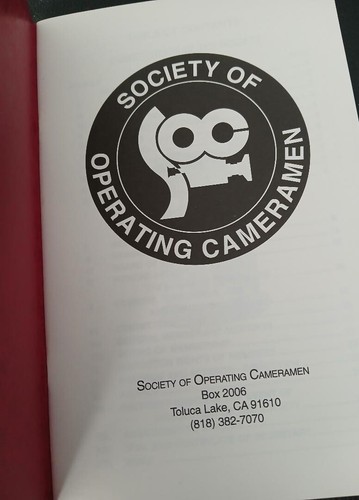 SOCIETY OF
OPERATING CAMERAMEN
SOC
SOCIETY OF OPERATING CAMERAMEN
Box 2006
Toluca Lake, CA 91610
(818) 382-7070